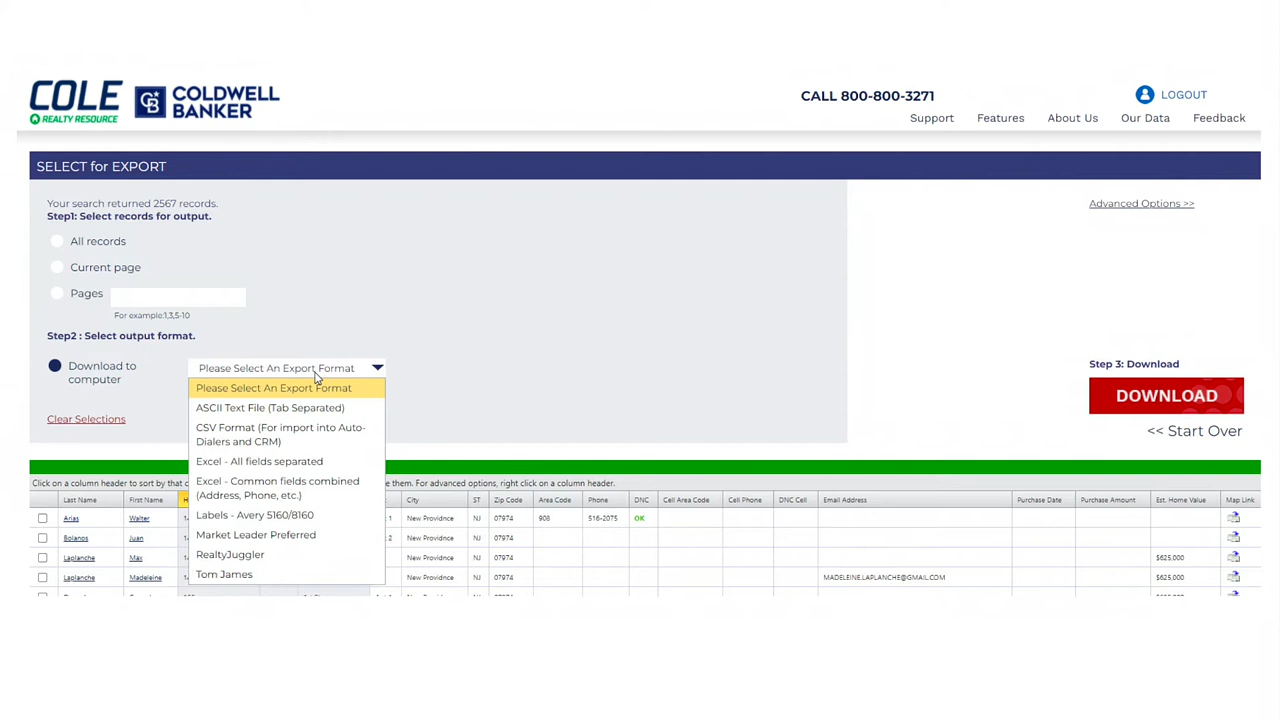 COLE
REALTY RESOURCE
COLDWELL
BANKER
CB
CALL 800-800-3271
LOGOUT
Support Features About Us Our Data Feedback
SELECT for EXPORT
Your search returned 2567 records.
Step1: Select records for output.
Advanced Options >>
All records
Current page
Pages
For example:1,3,5-10
Step2 : Select output format.
Download to
computer
Please Select An Export Format
Please Select An Export Format
ASCII Text File (Tab Separated)
CSV Format (For import into Auto-
Dialers and CRM)
Excel - All fields separated
Excel - Common fields combined
(Address, Phone, etc.)
Labels - Avery 5160/8160
Market Leader Preferred
RealtyJuggler
Tom James
Clear Selections
Step 3: Download
DOWNLOAD
<< Start Over
Click on a column header to sort by that c e them. For advanced options, right click on a column header.
Last Name First Name H City ST Zip Code Area Code Phone DNC Cell Area Code Cell Phone DNC Cell Email Address Purchase Date Purchase Amount Est. Home Value Map Link
Arias Walter 1 New Providnce NJ 07974 908 516-2075 OK
Bolanos Juan 2 New Providnce NJ 07974
Laplanche Max New Providnce NJ 07974 $625,000
Laplanche Madeleine New Providnce NJ 07974 MADELEINE.LAPLANCHE@GMAIL.COM $625,000